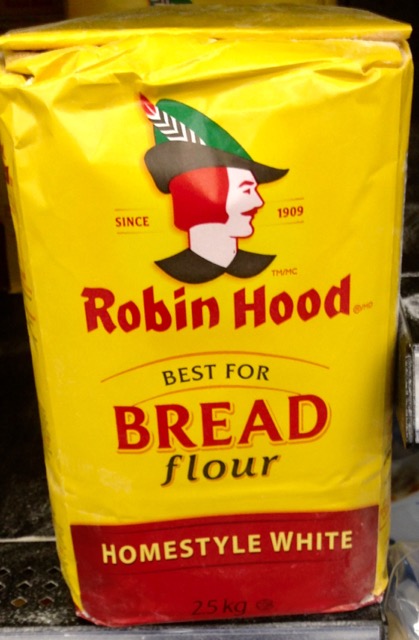 SINCE 1909
TM/MC
Robin Hood
BEST FOR
BREAD
flour
HOMESTYLE WHITE
2.5 kg